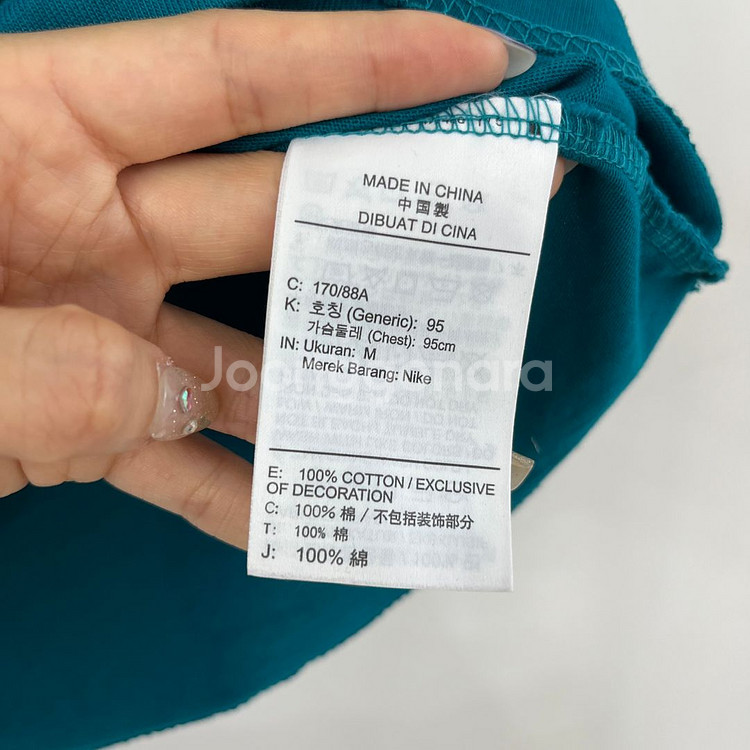 MADE IN CHINA
中国製
DIBUAT DI CINA
C: 170/88A
K: 호칭 (Generic): 95
가슴둘레 (Chest): 95cm
IN: Ukuran: M
Merek Barang: Nike
Joonggonara
E: 100% COTTON / EXCLUSIVE
OF DECORATION
C: 100% 棉 / 不包括装饰部分
T: 100% 棉
J: 100% 綿